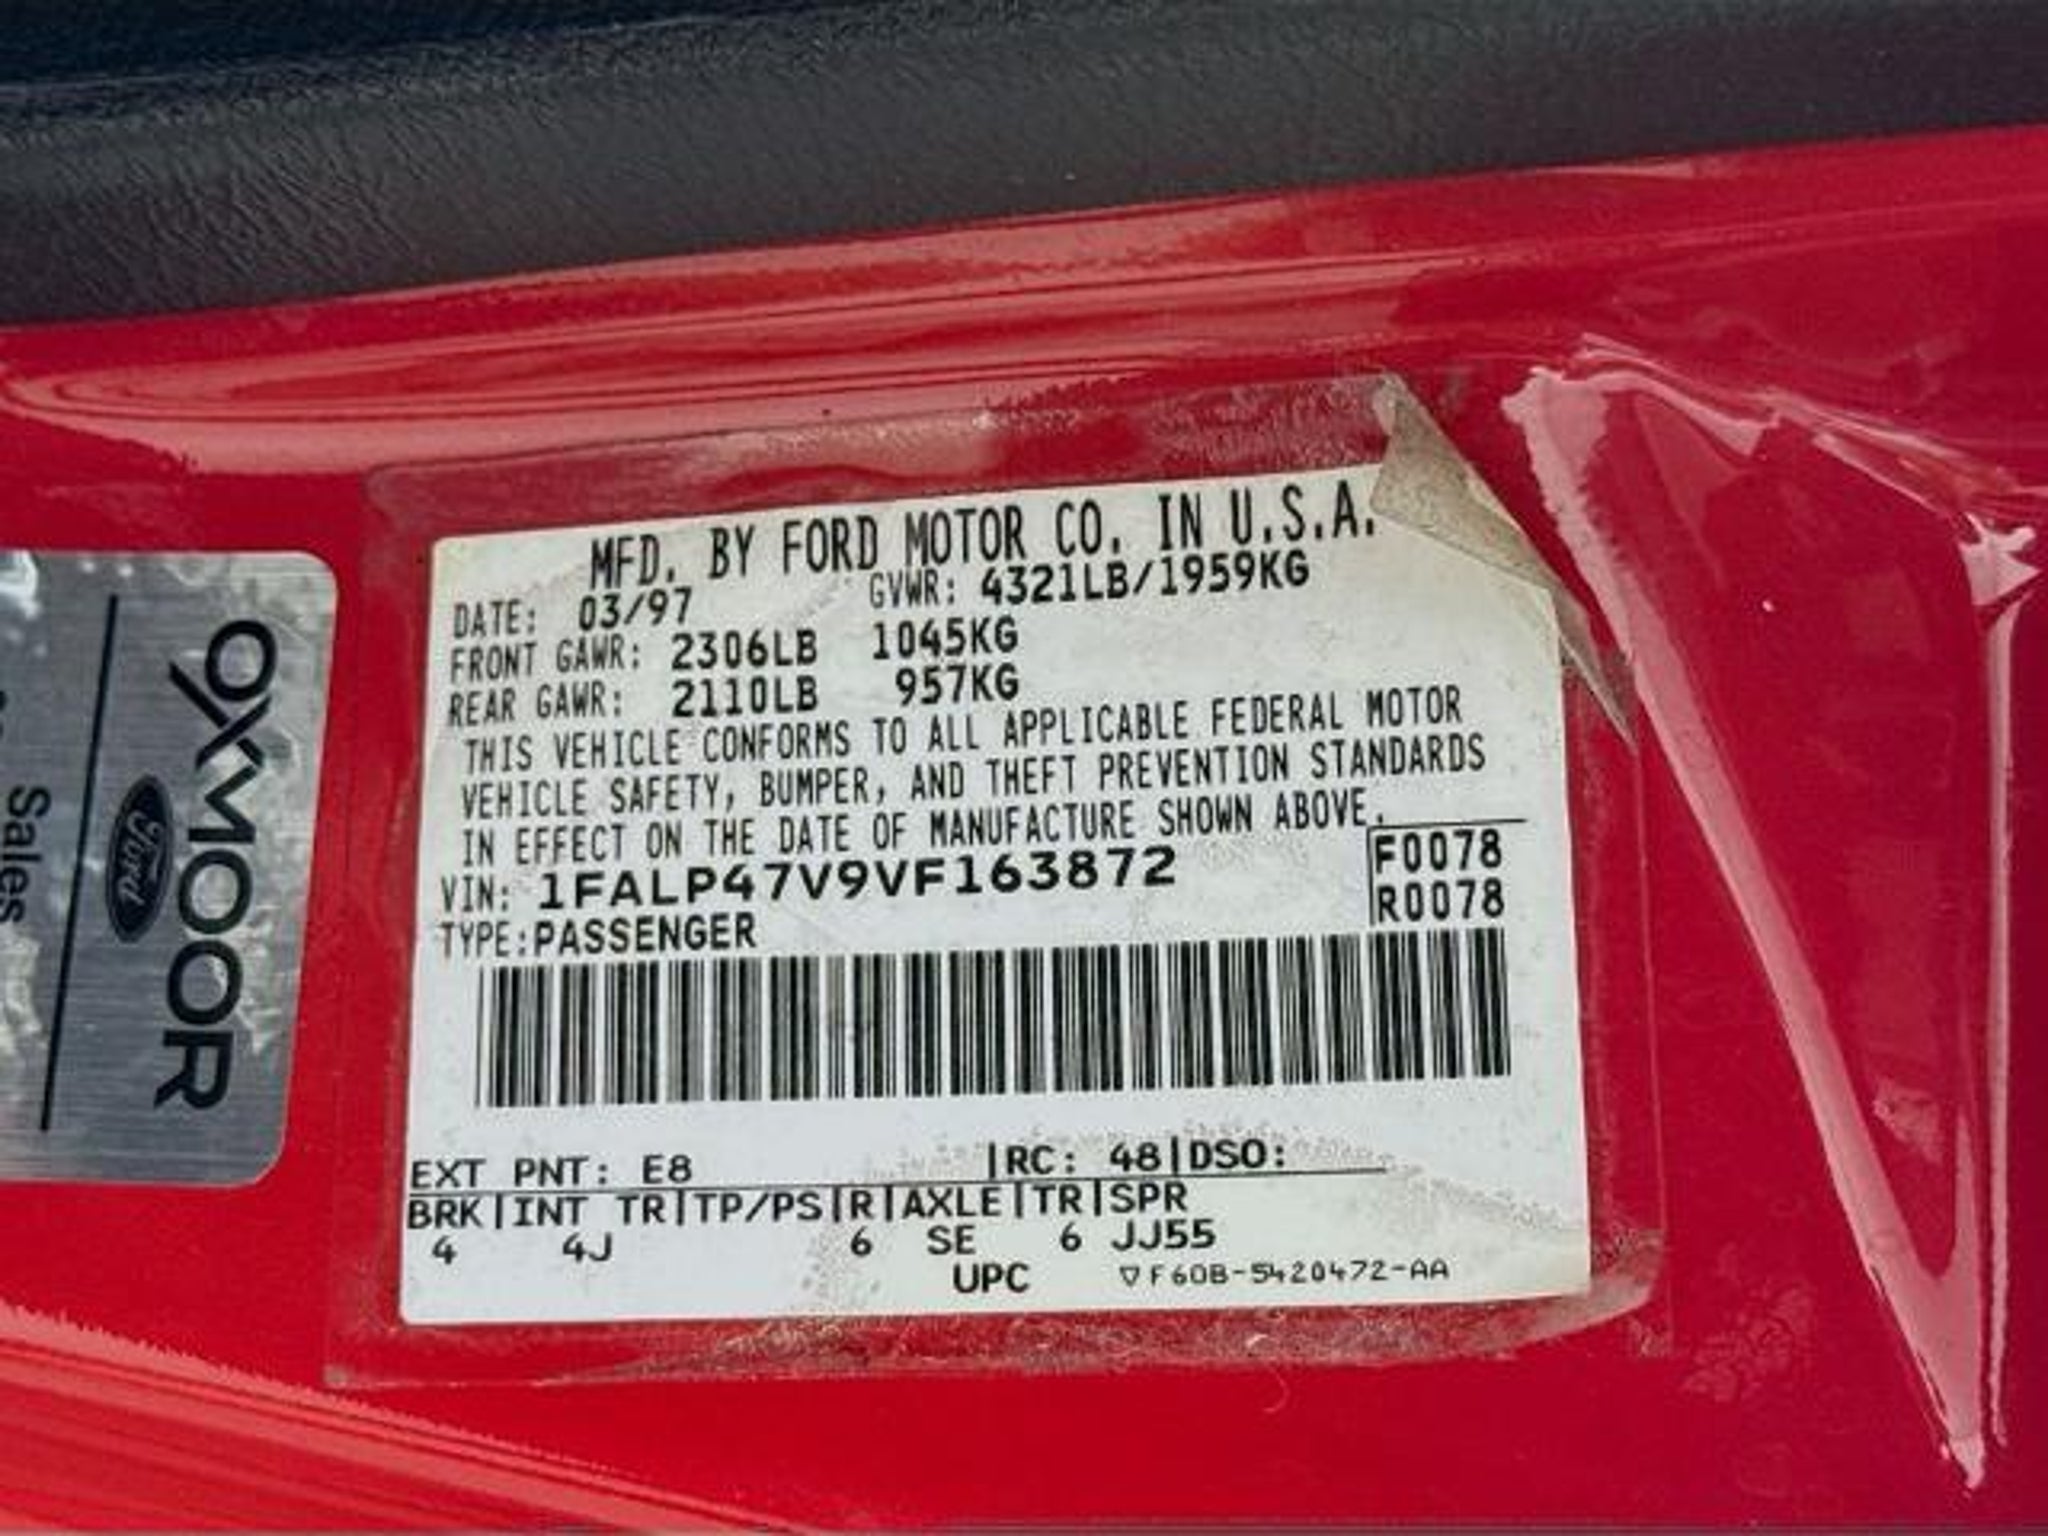 MFD. BY FORD MOTOR CO. IN U.S.A.
DATE: 03/97 GVWR: 4321LB/1959KG
FRONT GAWR: 2306LB 1045KG
REAR GAWR: 2110LB 957KG
THIS VEHICLE CONFORMS TO ALL APPLICABLE FEDERAL MOTOR
VEHICLE SAFETY, BUMPER, AND THEFT PREVENTION STANDARDS
IN EFFECT ON THE DATE OF MANUFACTURE SHOWN ABOVE.
VIN: 1FALP47V9VF163872
F0078
R0078
TYPE:PASSENGER
EXT PNT: E8 |RC: 48|DSO:
BRK|INT TR|TP/PS|R|AXLE|TR|SPR
4 4J 6 SE 6 JJ55
UPC ▽F60B-5420472-AA
OXMOOR
Ford
Sales